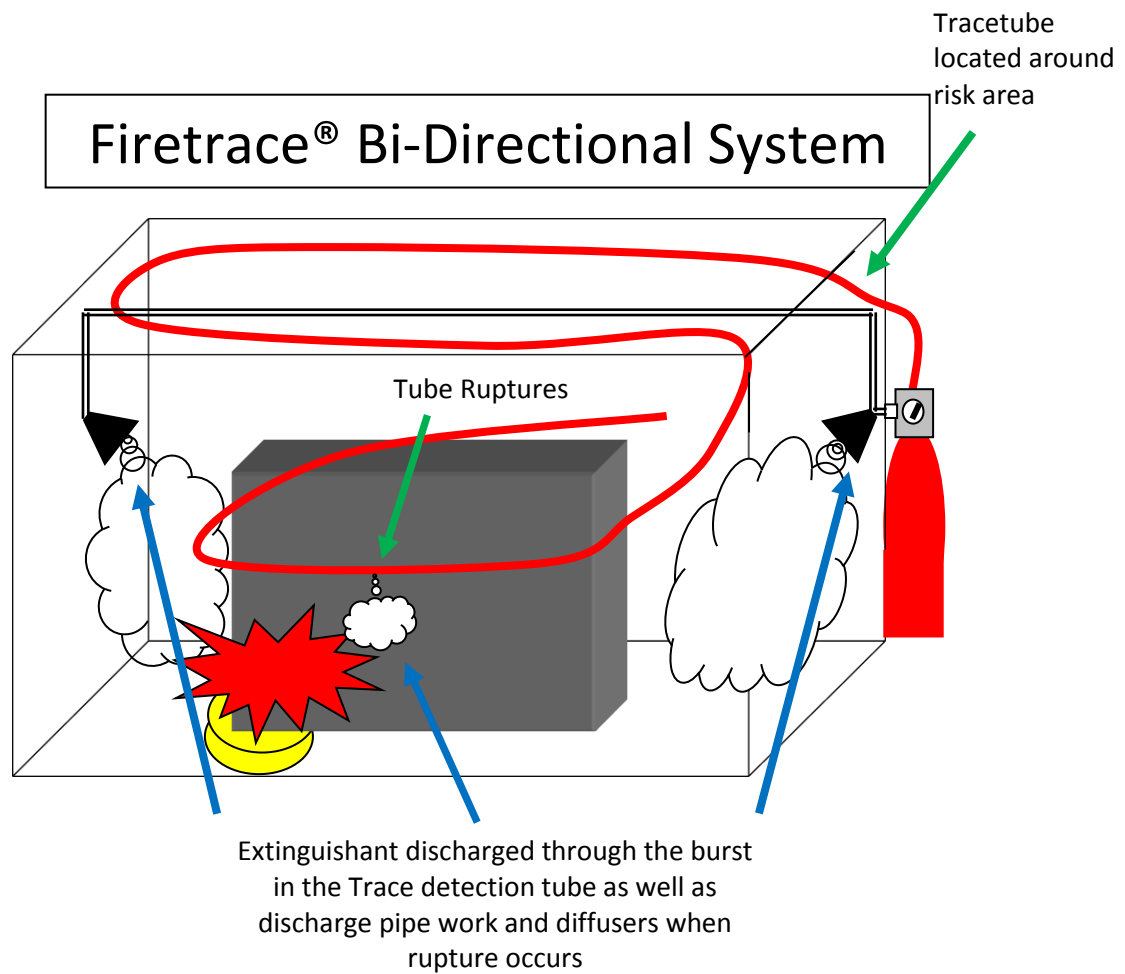 Tracetube
located around
risk area
Firetrace® Bi-Directional System
Tube Ruptures
Extinguishant discharged through the burst
in the Trace detection tube as well as
discharge pipe work and diffusers when
rupture occurs